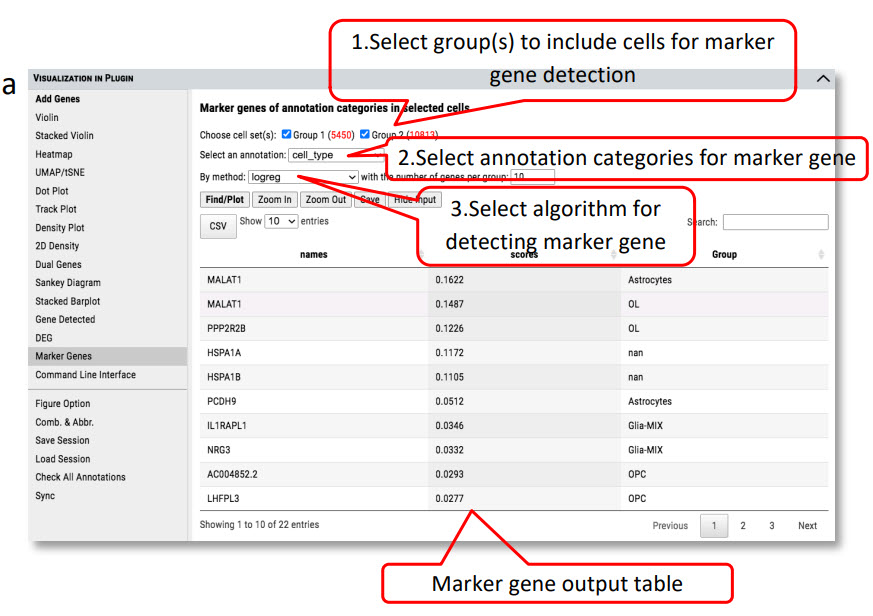 1.Select group(s) to include cells for marker
gene detection
a
VISUALIZATION IN PLUGIN
Add Genes
Violin
Stacked Violin
Heatmap
UMAP/tSNE
Dot Plot
Track Plot
Density Plot
2D Density
Dual Genes
Sankey Diagram
Stacked Barplot
Gene Detected
DEG
Marker Genes
Command Line Interface
Figure Option
Comb. & Abbr.
Save Session
Load Session
Check All Annotations
Sync
Marker genes of annotation categories in selected cells
Choose cell set(s): Group 1 (5450) Group 2 (10813)
Select an annotation: cell_type
2.Select annotation categories for marker gene
By method: logreg with the number of genes per group: 10
Find/Plot Zoom In Zoom Out Save Hide Input
3.Select algorithm for
detecting marker gene
CSV Show 10 entries Search:
names scores Group
MALAT1 0.1622 Astrocytes
MALAT1 0.1487 OL
PPP2R2B 0.1226 OL
HSPA1A 0.1172 nan
HSPA1B 0.1105 nan
PCDH9 0.0512 Astrocytes
IL1RAPL1 0.0346 Glia-MIX
NRG3 0.0332 Glia-MIX
AC004852.2 0.0293 OPC
LHFPL3 0.0277 OPC
Showing 1 to 10 of 22 entries Previous 1 2 3 Next
Marker gene output table